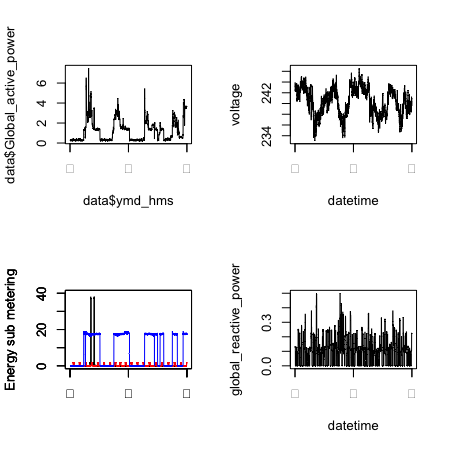 data$Global_active_power
6
4
2
0
data$ymd_hms
voltage
242
234
datetime
Energy sub metering
40
20
0
global_reactive_power
0.3
0.0
datetime